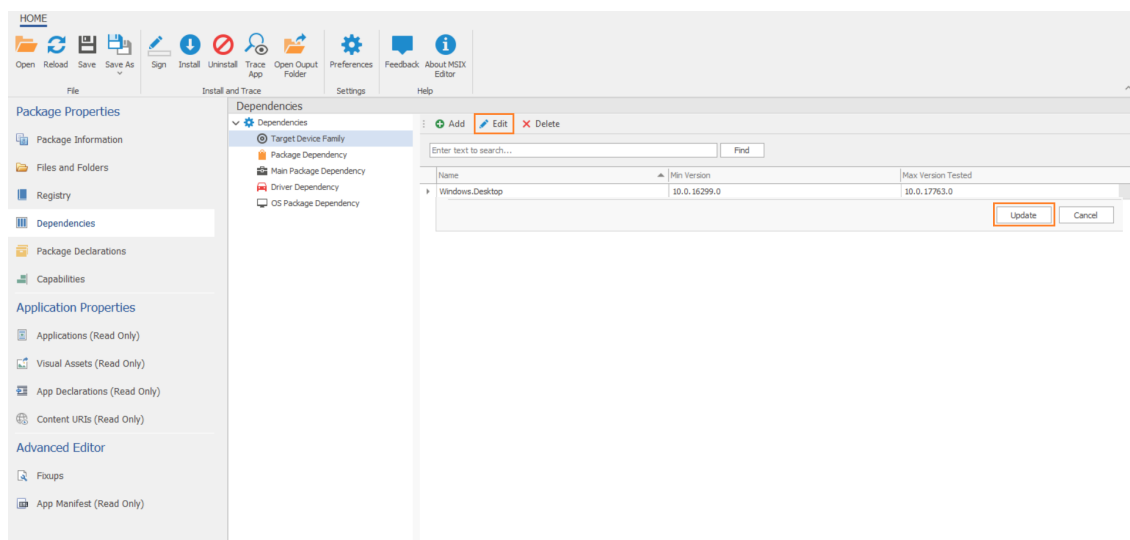 HOME
Open Reload Save Save As Sign Install Uninstall Trace App Open Ouput Folder Preferences Feedback About MSIX Editor
File Install and Trace Settings Help
Package Properties
Package Information
Files and Folders
Registry
Dependencies
Package Declarations
Capabilities
Application Properties
Applications (Read Only)
Visual Assets (Read Only)
App Declarations (Read Only)
Content URIs (Read Only)
Advanced Editor
Fixups
App Manifest (Read Only)
Dependencies
Dependencies
Target Device Family
Package Dependency
Main Package Dependency
Driver Dependency
OS Package Dependency
Add Edit Delete
Enter text to search... Find
Name Min Version Max Version Tested
Windows.Desktop 10.0.16299.0 10.0.17763.0
Update Cancel